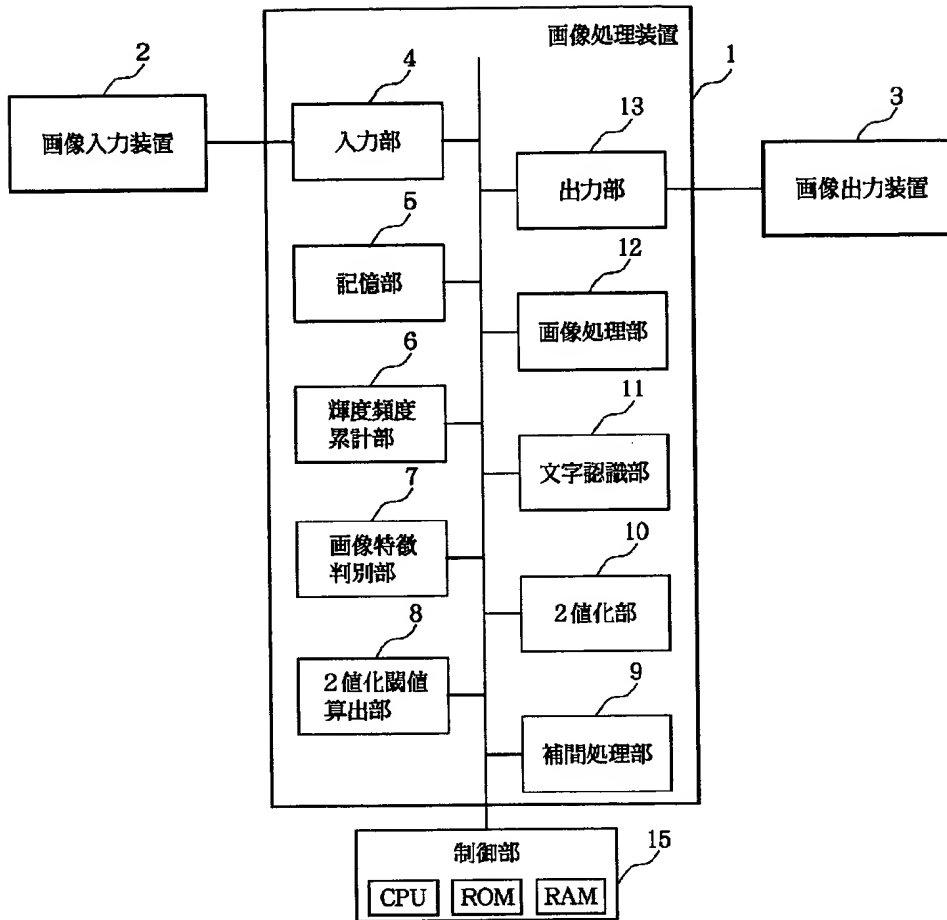 画像処理装置
1
2
画像入力装置
4
入力部
13
出力部
3
画像出力装置
5
記憶部
12
画像処理部
6
輝度頻度
累計部
11
文字認識部
7
画像特徴
判別部
10
2値化部
8
2値化閾値
算出部
9
補間処理部
制御部
15
CPU ROM RAM